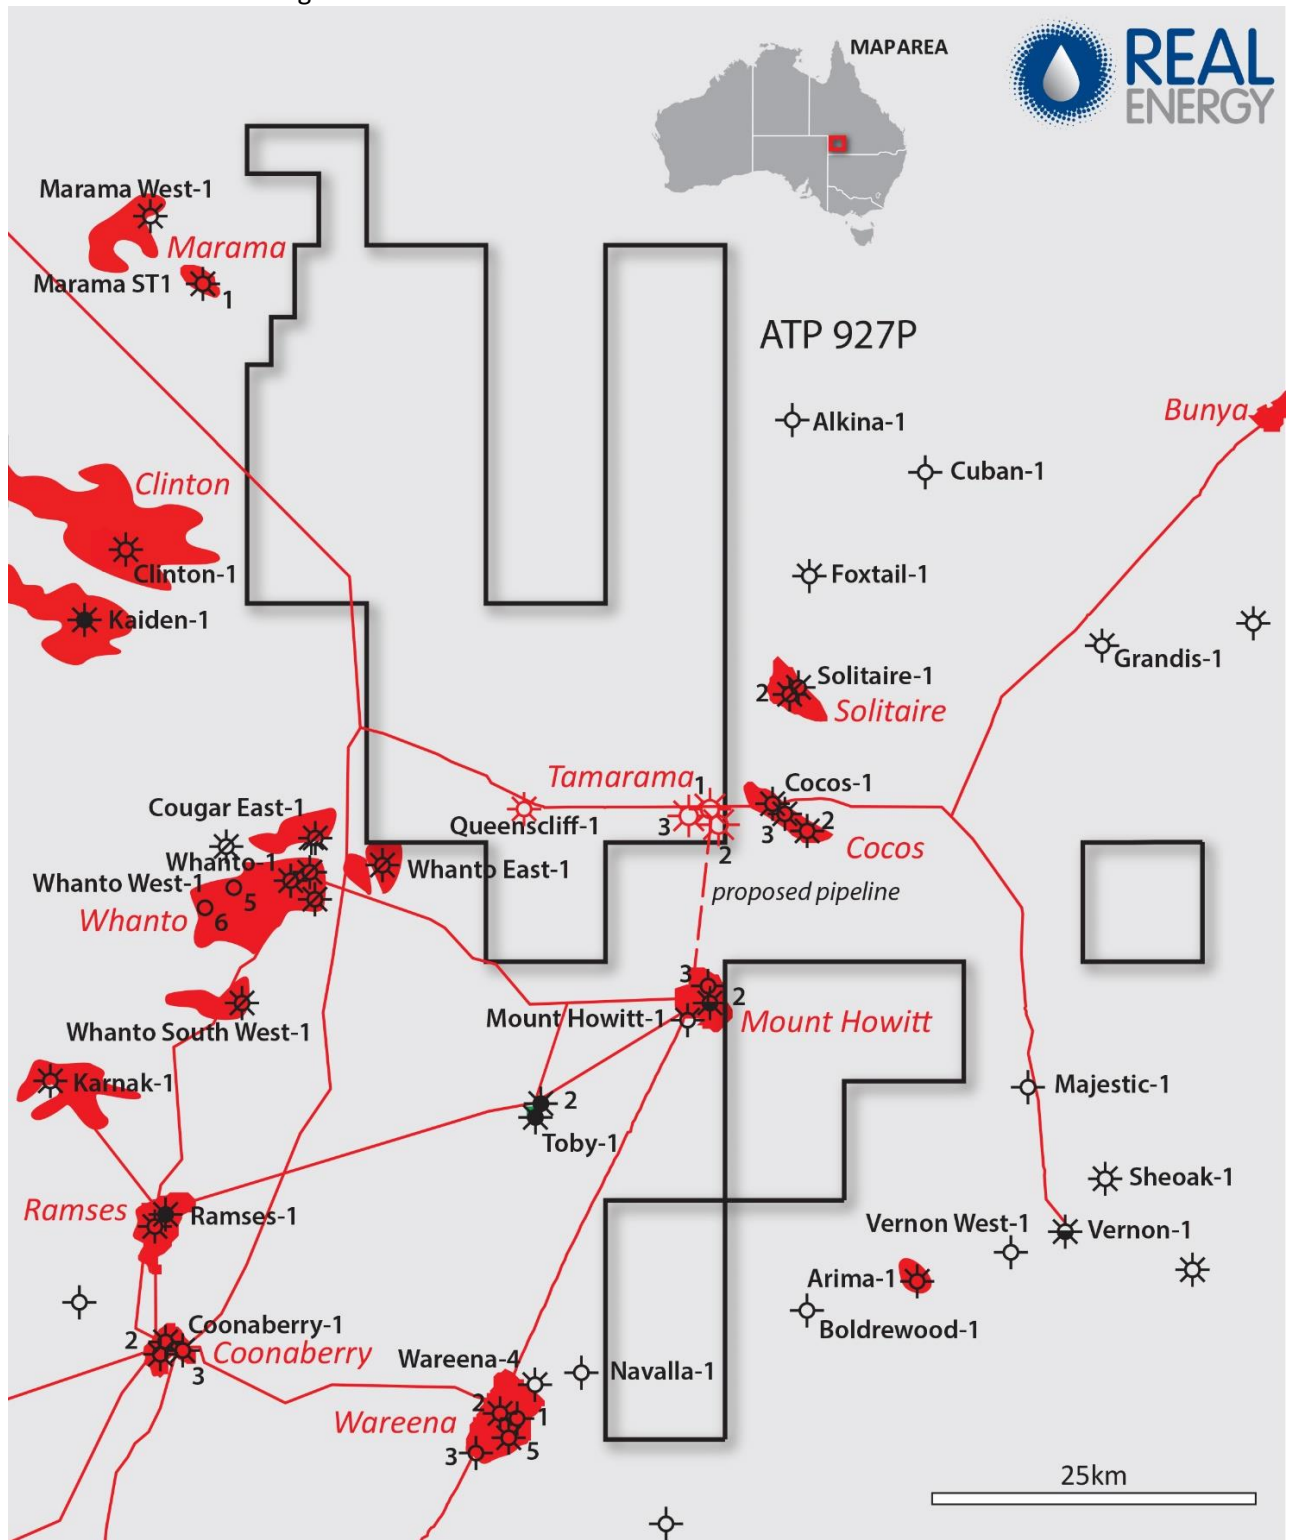 MAPAREA
REAL
ENERGY
Marama West-1
Marama
Marama ST1
1
ATP 927P
Bunya
Alkina-1
Cuban-1
Clinton
Clinton-1
Foxtail-1
Kaiden-1
Grandis-1
Solitaire-1
2
Solitaire
Tamarama
1
Cocos-1
Cougar East-1
Queenscliff-1
3
2
3
2
Cocos
Whanto-1
Whanto East-1
Whanto West-1
5
6
Whanto
proposed pipeline
3
2
Mount Howitt-1
Mount Howitt
Whanto South West-1
Karnak-1
Majestic-1
2
Toby-1
Sheoak-1
Ramses
Ramses-1
Vernon West-1
Vernon-1
Arima-1
Boldrewood-1
Coonaberry-1
2
Coonaberry
3
Wareena-4
Navalla-1
2
1
Wareena
3
5
25km